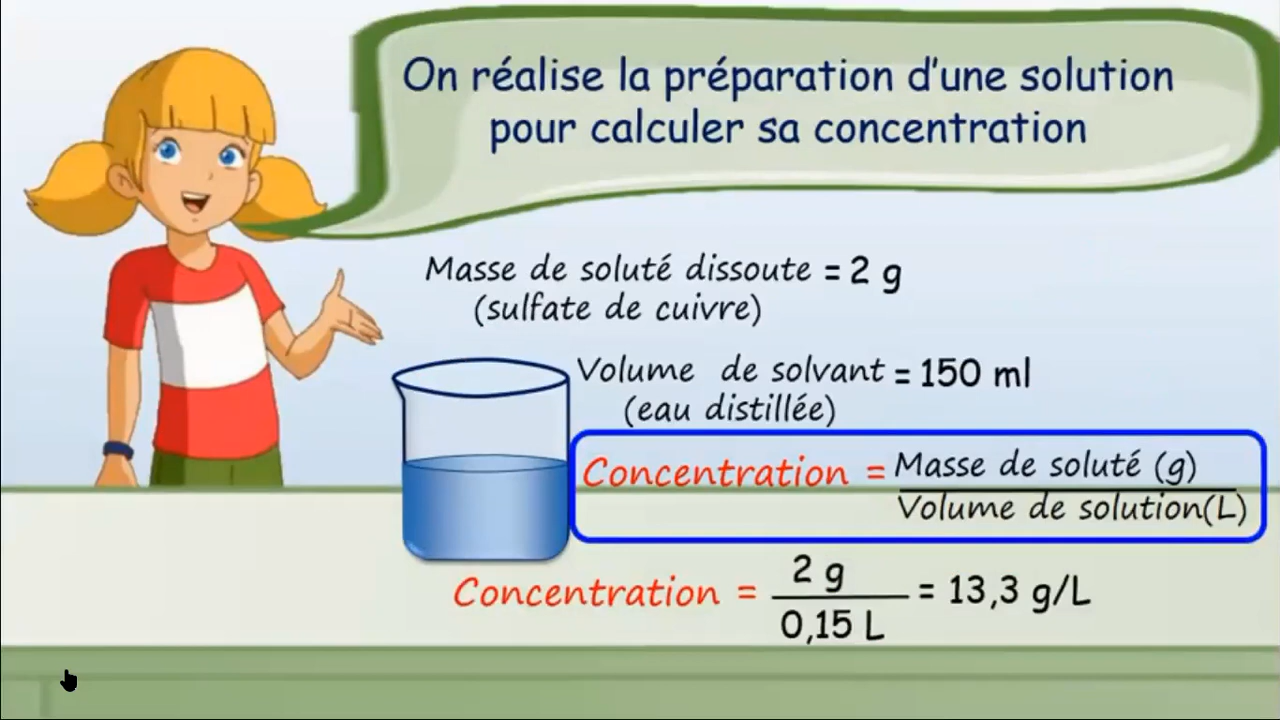 On réalise la préparation d'une solution
pour calculer sa concentration
Masse de soluté dissoute = 2 g
(sulfate de cuivre)
Volume de solvant = 150 ml
(eau distillée)
Concentration = Masse de soluté (g)
Volume de solution(L)
Concentration = 2 g
0,15 L
= 13,3 g/L